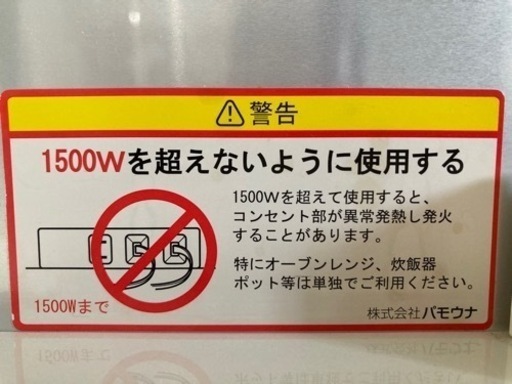 警告
1500Wを超えないように使用する
1500Wを超えて使用すると、
コンセント部が異常発熱し発火
することがあります。
特にオーブンレンジ、炊飯器
ポット等は単独でご利用ください。
1500Wまで
株式会社パモウナ